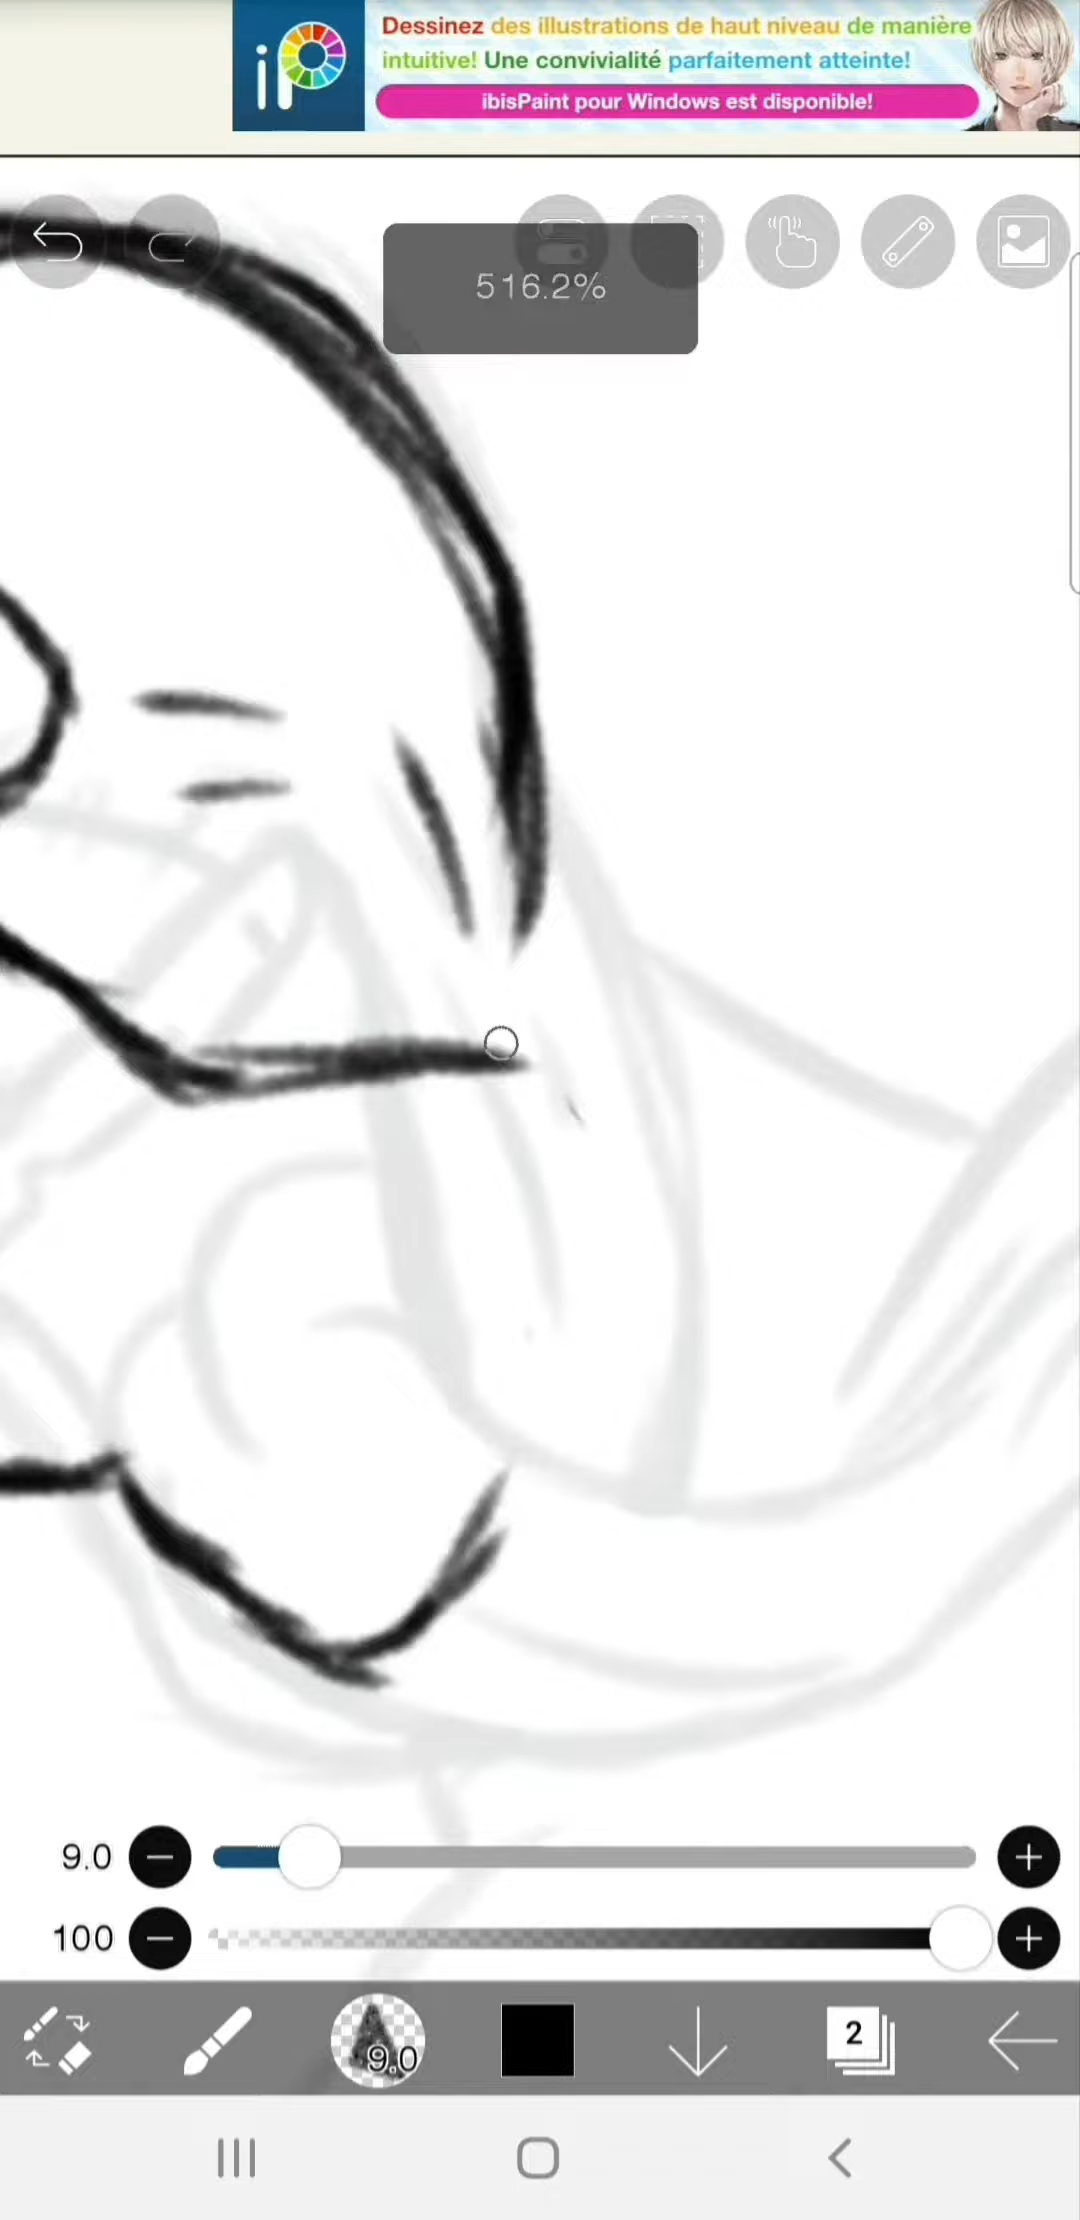 iP
Dessinez des illustrations de haut niveau de manière
intuitive! Une convivialité parfaitement atteinte!
ibisPaint pour Windows est disponible!
516.2%
9.0
100
9.0
2